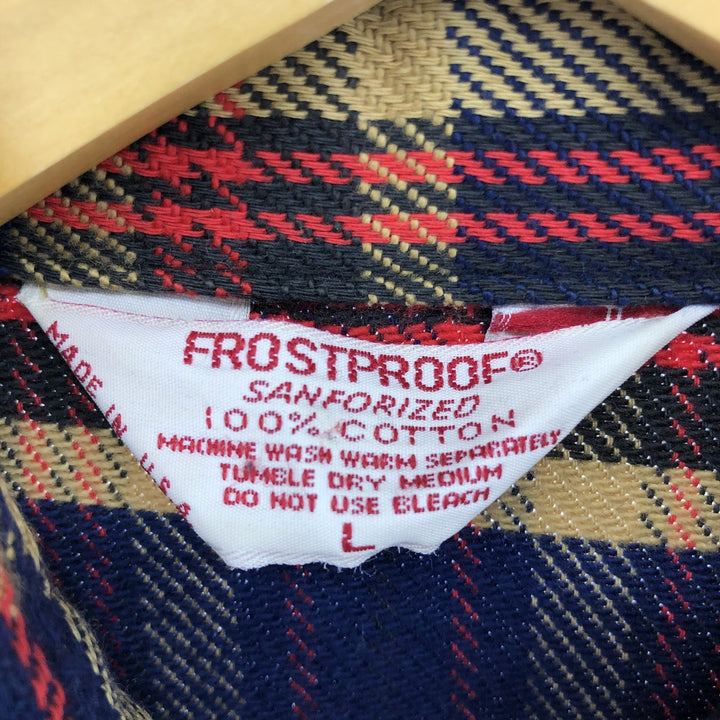 MADE IN U.S.A.
FROSTPROOF®
SANFORIZED
100% COTTON
MACHINE WASH WARM SEPARATELY
TUMBLE DRY MEDIUM
DO NOT USE BLEACH
L